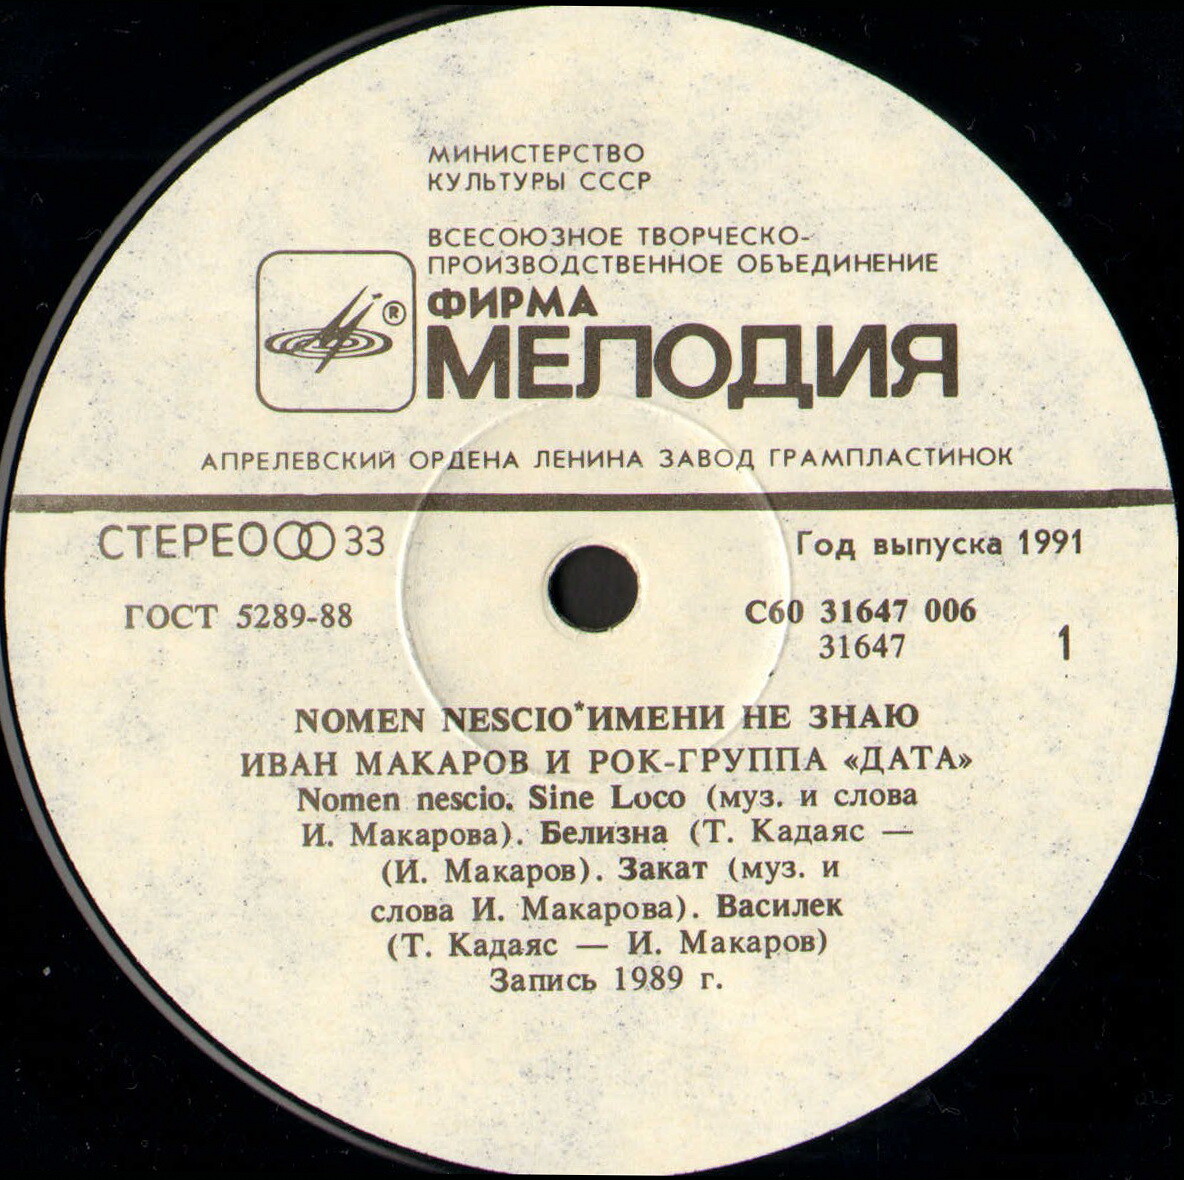 МИНИСТЕРСТВО
КУЛЬТУРЫ СССР
ВСЕСОЮЗНОЕ ТВОРЧЕСКО-
ПРОИЗВОДСТВЕННОЕ ОБЪЕДИНЕНИЕ
ФИРМА
®
МЕЛОДИЯ
АПРЕЛЕВСКИЙ ОРДЕНА ЛЕНИНА ЗАВОД ГРАМПЛАСТИНОК
СТЕРЕО 33
Год выпуска 1991
ГОСТ 5289-88
С60 31647 006
31647
1
NOMEN NESCIO*ИМЕНИ НЕ ЗНАЮ
ИВАН МАКАРОВ И РОК-ГРУППА «ДАТА»
Nomen nescio. Sine Loco (муз. и слова
И. Макарова). Белизна (Т. Кадаяс —
(И. Макаров). Закат (муз. и
слова И. Макарова). Василек
(Т. Кадаяс — И. Макаров)
Запись 1989 г.